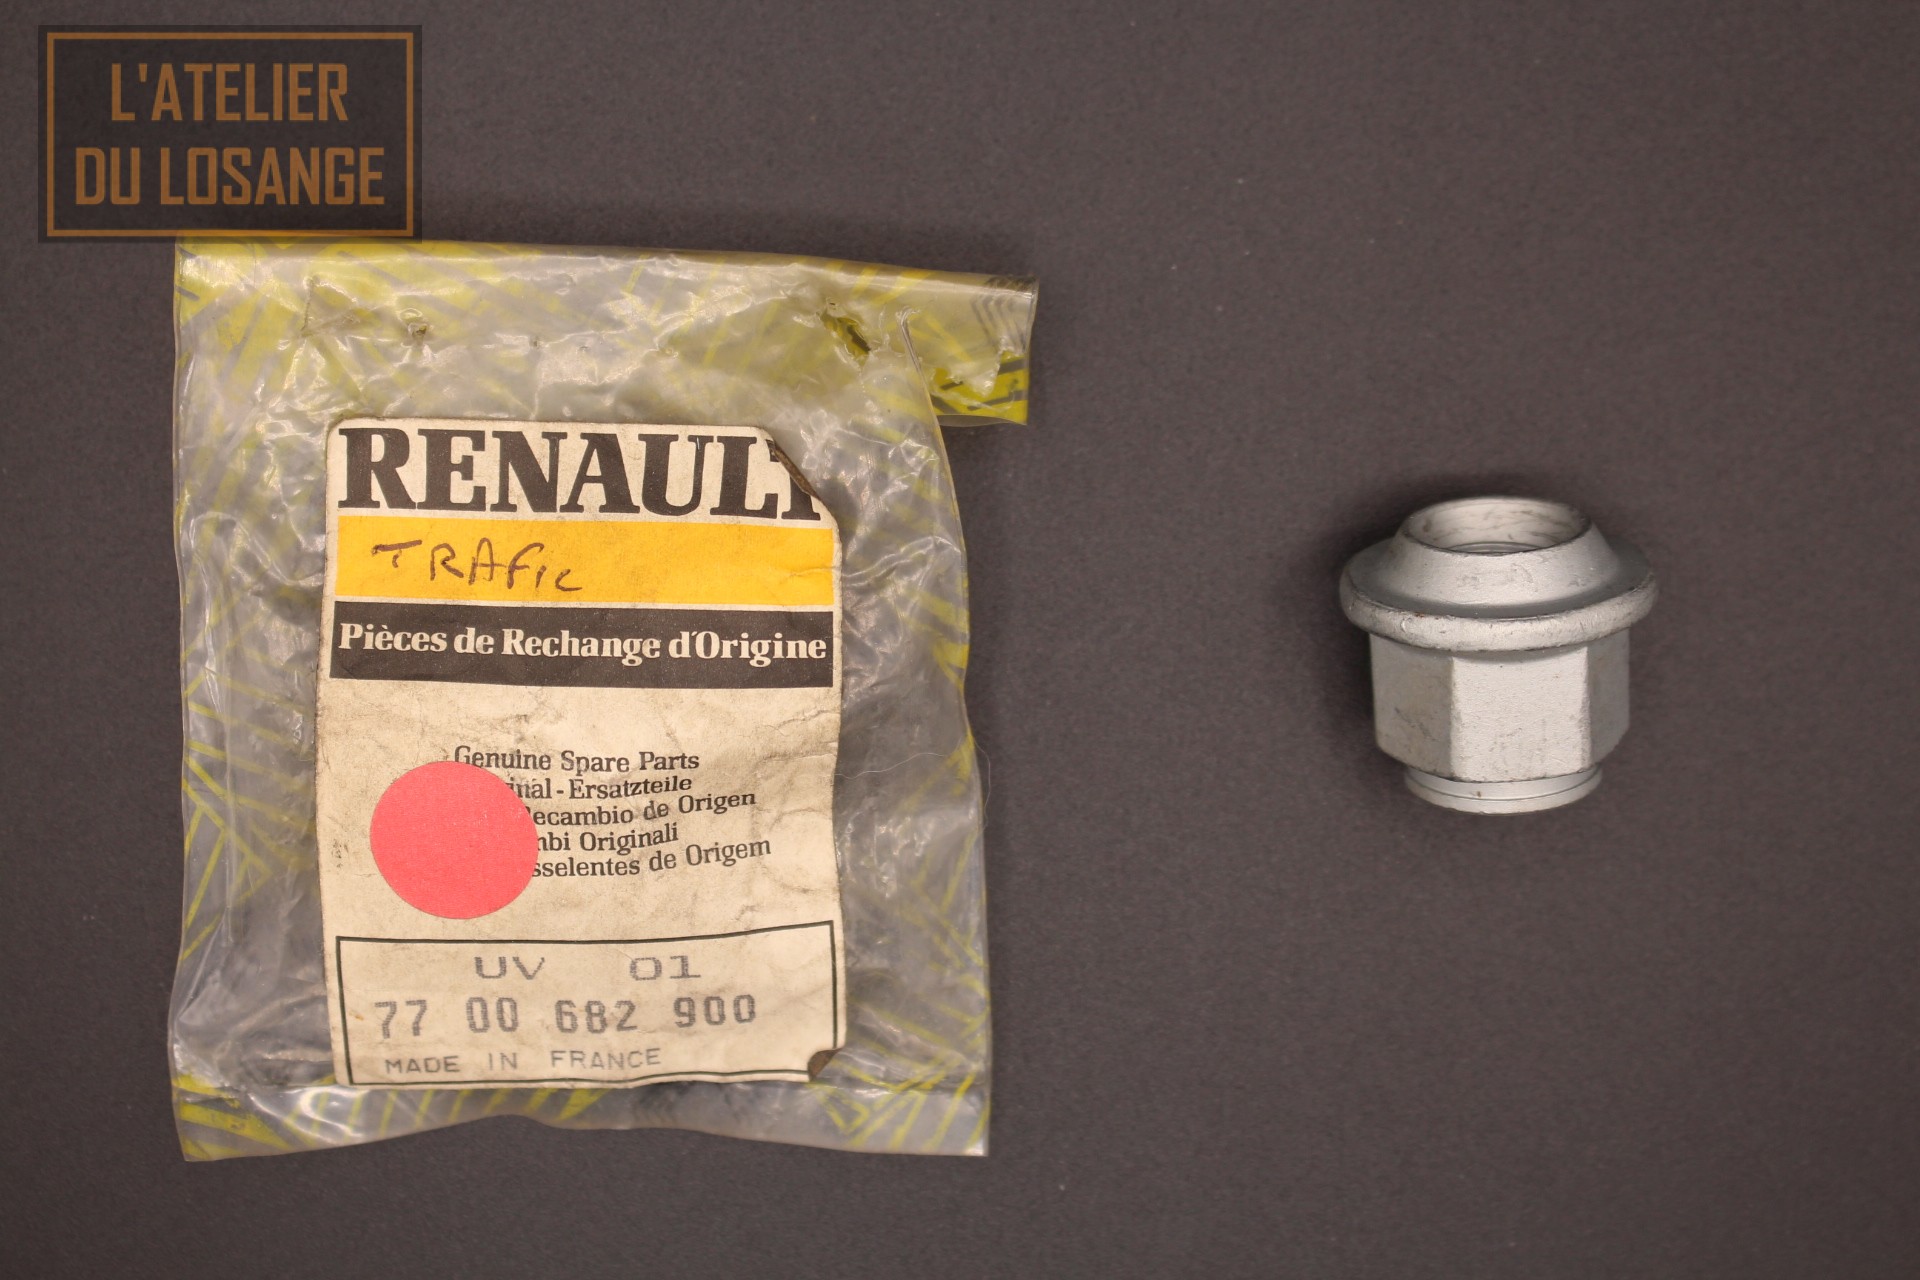 L'ATELIER
DU LOSANGE
RENAULT
TRAFIC
Pièces de Rechange d'Origine
Genuine Spare Parts
- Ersatzteile
de Origen
Originali
de Origem
UV 01
77 00 682 900
MADE IN FRANCE